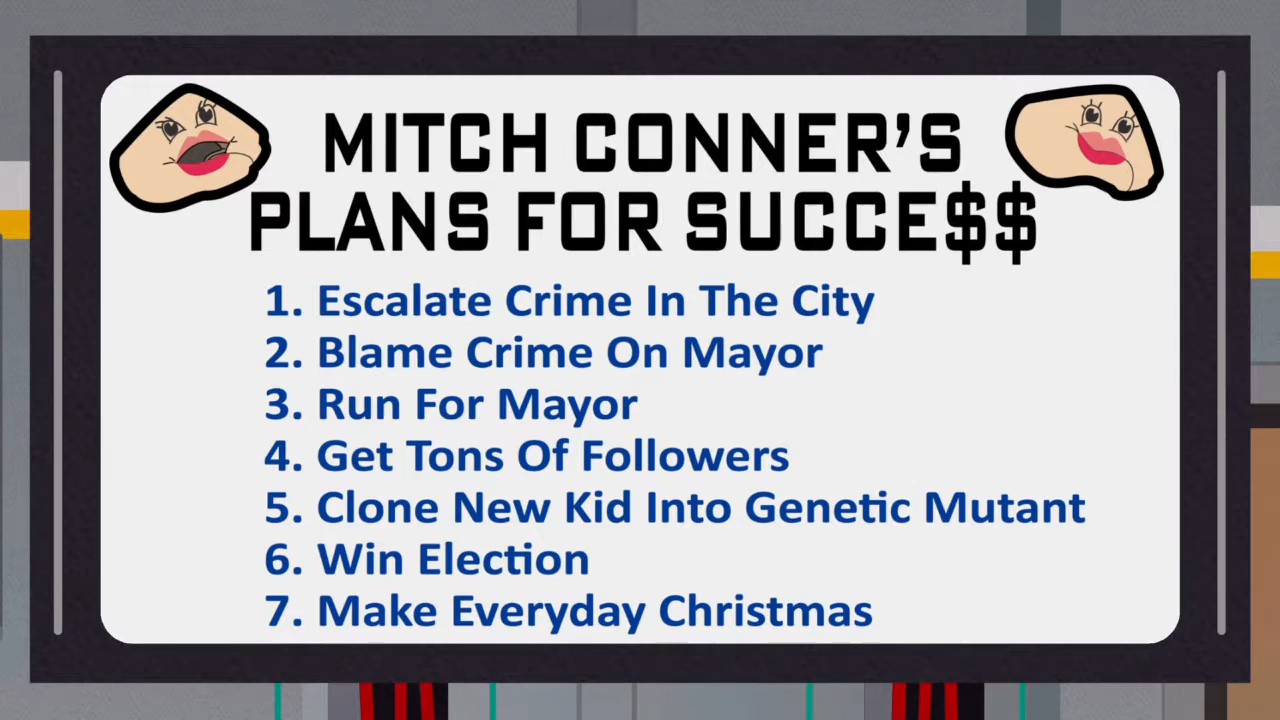 MITCH CONNER'S
PLANS FOR SUCCE$$
1. Escalate Crime In The City
2. Blame Crime On Mayor
3. Run For Mayor
4. Get Tons Of Followers
5. Clone New Kid Into Genetic Mutant
6. Win Election
7. Make Everyday Christmas